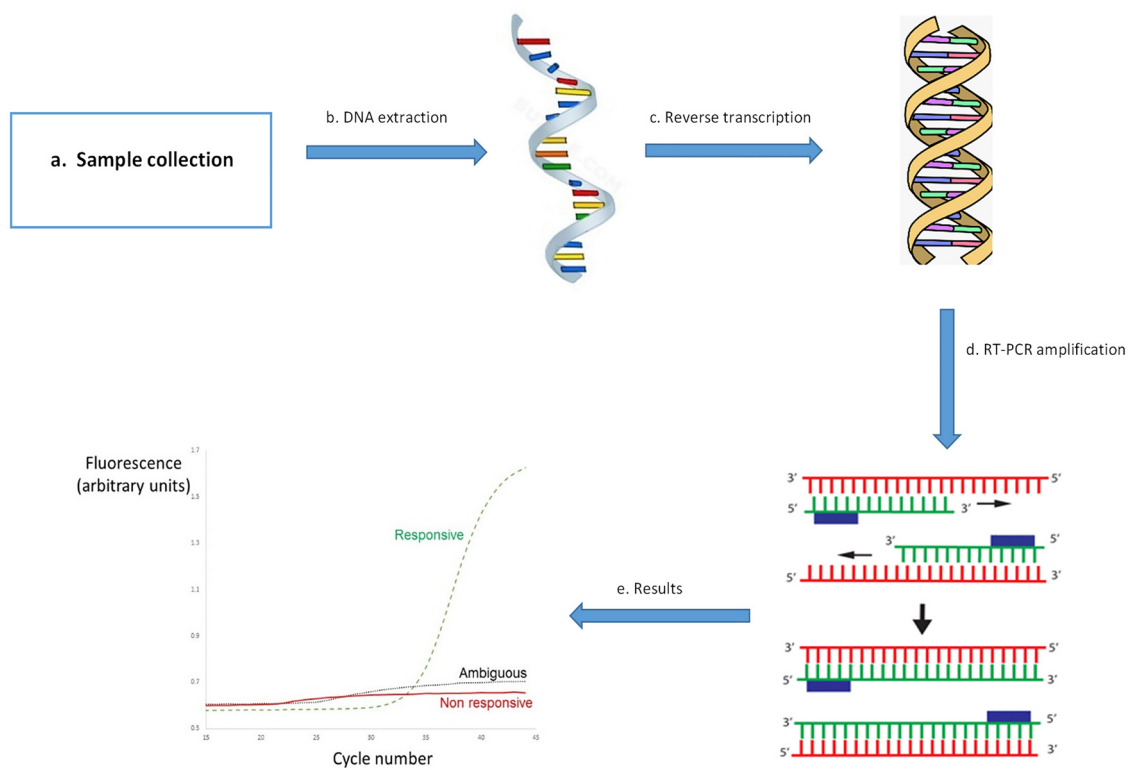 a. Sample collection
b. DNA extraction
c. Reverse transcription
d. RT-PCR amplification
3’ 5’
5’ 3’
3’ 5’
5’ 3’
3’ 5’
5’ 3’
3’ 5’
5’ 3’
e. Results
Fluorescence
(arbitrary units)
1.7
1.5
1.3
1.1
0.9
0.7
0.5
Responsive
Ambiguous
Non responsive
15 20 25 30 35 40 45
Cycle number